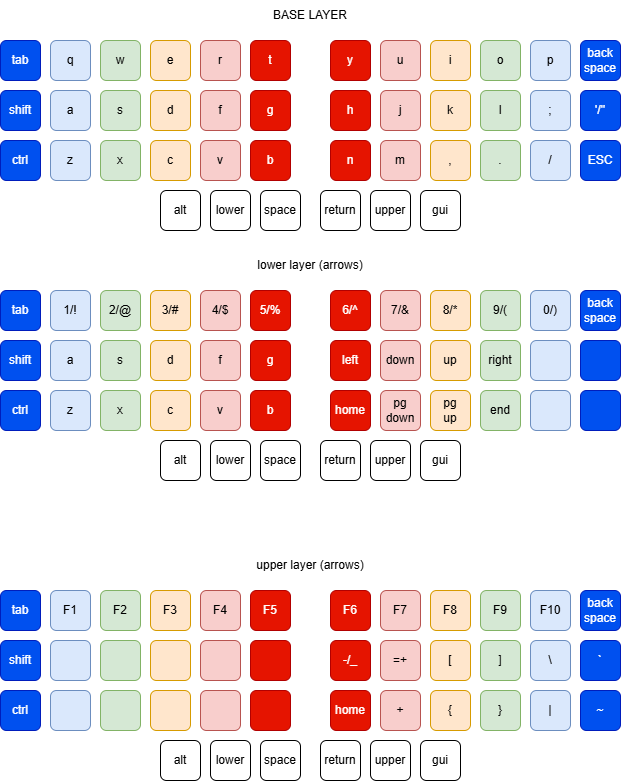 BASE LAYER
tab q w e r t y u i o p back space
shift a s d f g h j k l ; '/"
ctrl z x c v b n m , . / ESC
alt lower space return upper gui
lower layer (arrows)
tab 1/! 2/@ 3/# 4/$ 5/% 6/^ 7/& 8/* 9/( 0/) back space
shift a s d f g left down up right
ctrl z x c v b home pg down pg up end
alt lower space return upper gui
upper layer (arrows)
tab F1 F2 F3 F4 F5 F6 F7 F8 F9 F10 back space
shift -/_ =+ [ ] \ `
ctrl home + { } | ~
alt lower space return upper gui